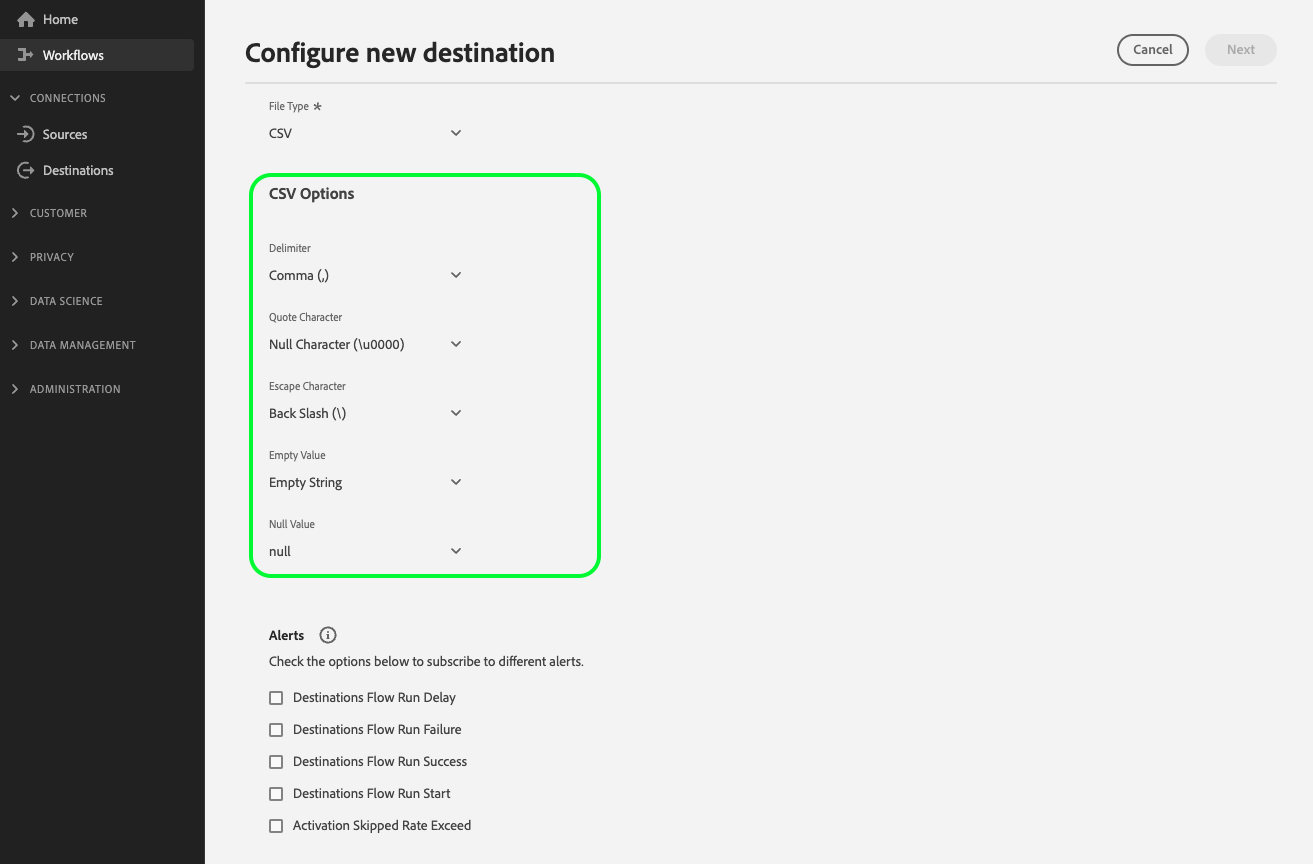 Home
Workflows
CONNECTIONS
Sources
Destinations
CUSTOMER
PRIVACY
DATA SCIENCE
DATA MANAGEMENT
ADMINISTRATION
Configure new destination
Cancel
Next
File Type *
CSV
CSV Options
Delimiter
Comma (,)
Quote Character
Null Character (\u0000)
Escape Character
Back Slash (\)
Empty Value
Empty String
Null Value
null
Alerts
Check the options below to subscribe to different alerts.
Destinations Flow Run Delay
Destinations Flow Run Failure
Destinations Flow Run Success
Destinations Flow Run Start
Activation Skipped Rate Exceed